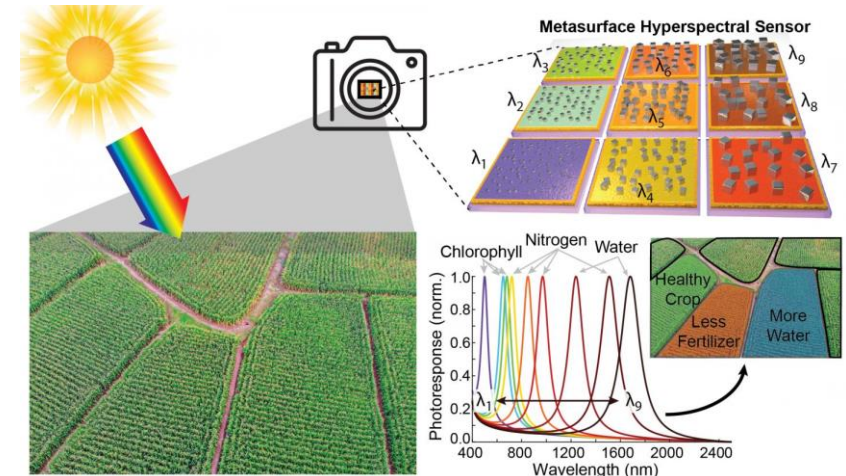 Metasurface Hyperspectral Sensor
λ3
λ6
λ9
λ2
λ5
λ8
λ1
λ4
λ7
Chlorophyll
Nitrogen
Water
Photoresponse (norm.)
1.0
0.8
0.6
0.4
0.2
0.0
λ1
λ9
400
800
1200
1600
2000
2400
Wavelength (nm)
Healthy
Crop
Less
Fertilizer
More
Water